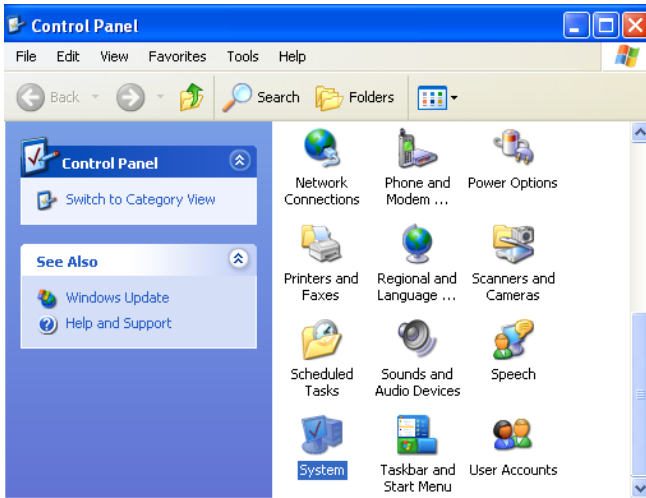 Control Panel
File Edit View Favorites Tools Help
Back Search Folders
Control Panel
Switch to Category View
See Also
Windows Update
Help and Support
Network
Connections
Phone and
Modem ...
Power Options
Printers and
Faxes
Regional and
Language ...
Scanners and
Cameras
Scheduled
Tasks
Sounds and
Audio Devices
Speech
System
Taskbar and
Start Menu
User Accounts